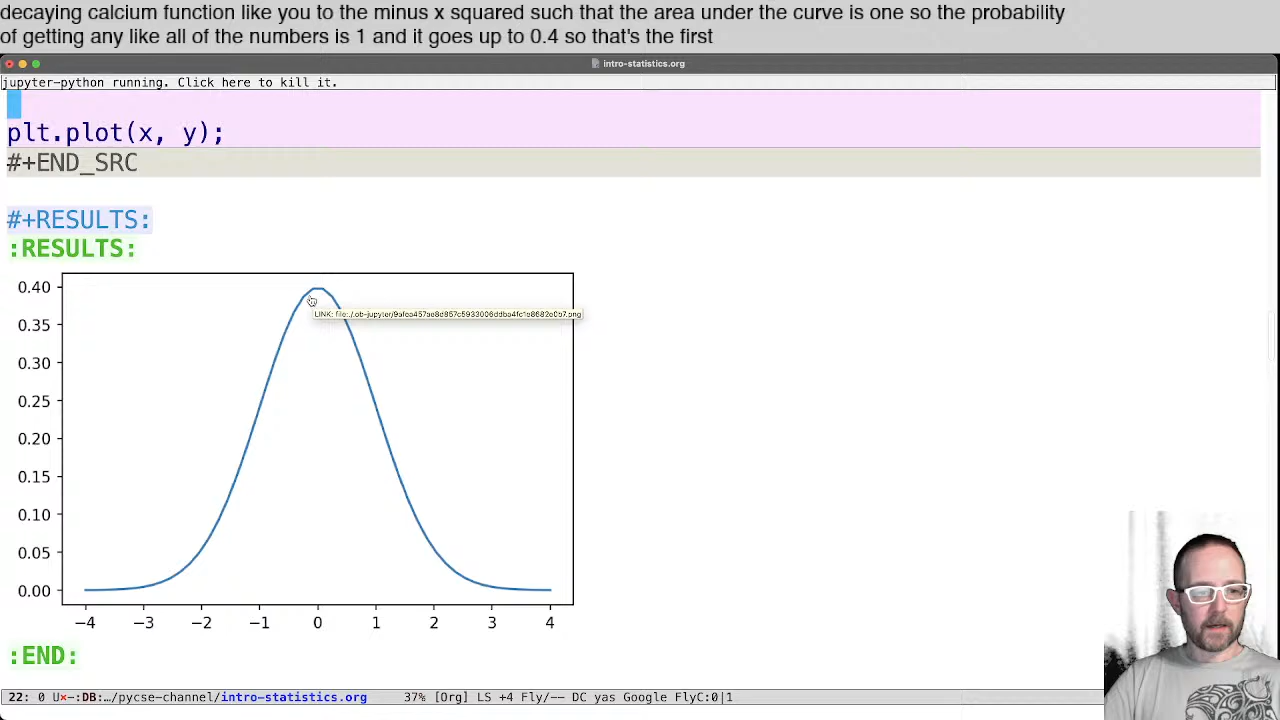 decaying calcium function like you to the minus x squared such that the area under the curve is one so the probability
of getting any like all of the numbers is 1 and it goes up to 0.4 so that's the first
intro-statistics.org
jupyter-python running. Click here to kill it.
plt.plot(x, y);
#+END_SRC
#+RESULTS:
:RESULTS:
0.40
0.35
0.30
0.25
0.20
0.15
0.10
0.05
0.00
−4 −3 −2 −1 0 1 2 3 4
:END:
22: 0 U×-:DB:…/pycse-channel/intro-statistics.org 37% [Org] LS +4 Fly/-- DC yas Google FlyC:0|1